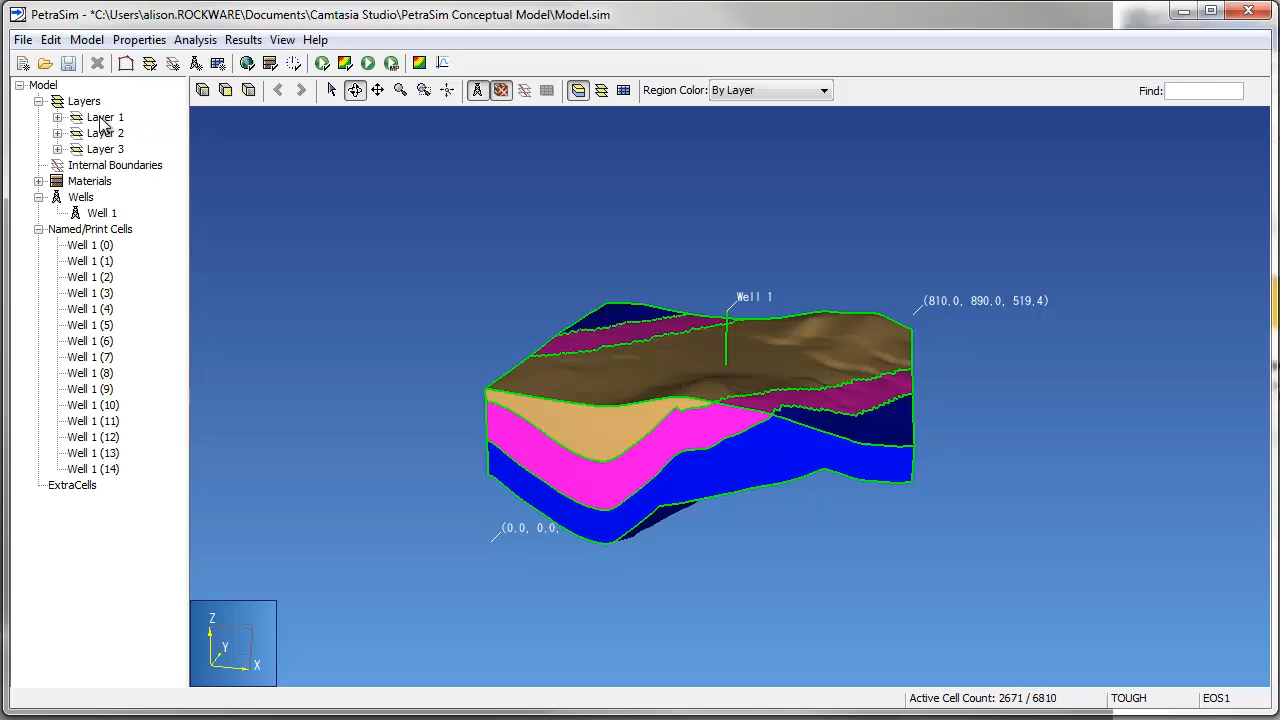 PetraSim - *C:\Users\alison.ROCKWARE\Documents\Camtasia Studio\PetraSim Conceptual Model\Model.sim
File Edit Model Properties Analysis Results View Help
Region Color: By Layer Find:
Model
Layers
Layer 1
Layer 2
Layer 3
Internal Boundaries
Materials
Wells
Well 1
Named/Print Cells
Well 1 (0)
Well 1 (1)
Well 1 (2)
Well 1 (3)
Well 1 (4)
Well 1 (5)
Well 1 (6)
Well 1 (7)
Well 1 (8)
Well 1 (9)
Well 1 (10)
Well 1 (11)
Well 1 (12)
Well 1 (13)
Well 1 (14)
ExtraCells
Well 1
(810.0, 890.0, 519.4)
(0.0, 0.0,
Z
Y
X
Active Cell Count: 2671 / 6810 TOUGH EOS1